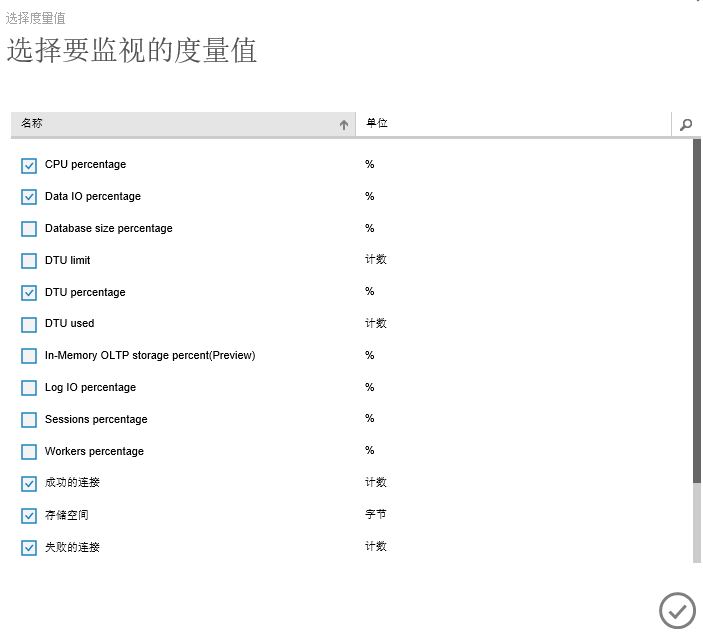 选择度量值
选择要监视的度量值
名称 单位
CPU percentage %
Data IO percentage %
Database size percentage %
DTU limit 计数
DTU percentage %
DTU used 计数
In-Memory OLTP storage percent(Preview) %
Log IO percentage %
Sessions percentage %
Workers percentage %
成功的连接 计数
存储空间 字节
失败的连接 计数